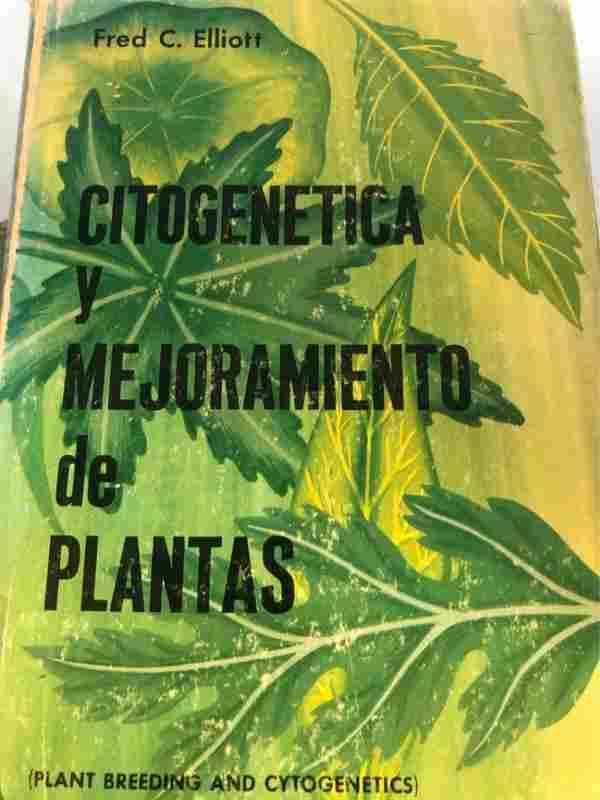 Fred C. Elliott
CITOGENETICA
y
MEJORAMIENTO
de
PLANTAS
(PLANT BREEDING AND CYTOGENETICS)